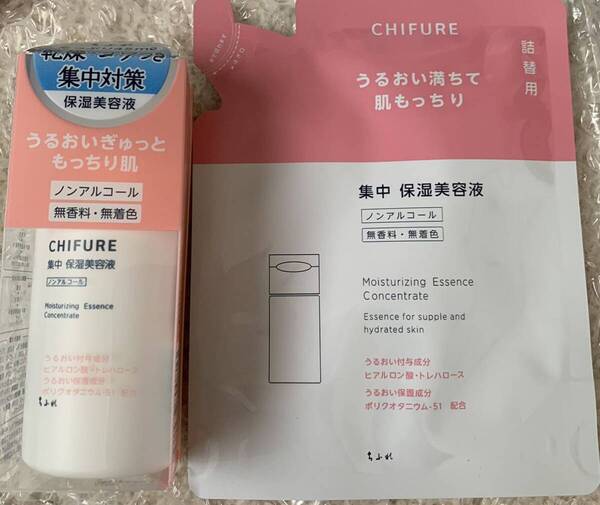 集中対策
保湿美容液
うるおいぎゅっと
もっちり肌
ノンアルコール
無香料・無着色
CHIFURE
集中 保湿美容液
ノンアルコール
Moisturizing Essence
Concentrate
うるおい付与成分
ヒアルロン酸・トレハロース
うるおい保護成分
ポリクオタニウム-51 配合
ちふれ
CHIFURE
詰替用
うるおい満ちて
肌もっちり
集中 保湿美容液
ノンアルコール
無香料・無着色
Moisturizing Essence
Concentrate
Essence for supple and
hydrated skin
うるおい付与成分
ヒアルロン酸・トレハロース
うるおい保護成分
ポリクオタニウム-51 配合
ちふれ